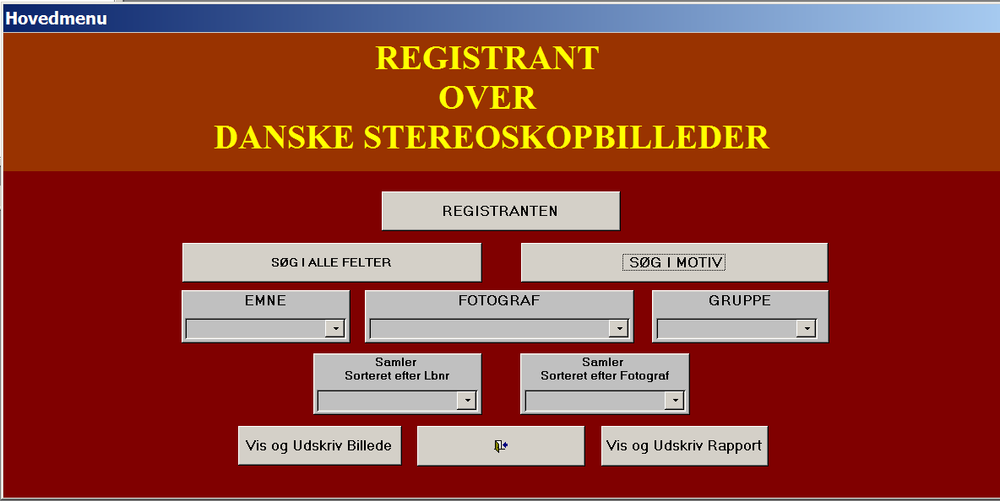 Hovedmenu
REGISTRANT
OVER
DANSKE STEREOSKOPBILLEDER
REGISTRANTEN
SØG I ALLE FELTER
SØG I MOTIV
EMNE
FOTOGRAF
GRUPPE
Samler
Sorteret efter Lbnr
Samler
Sorteret efter Fotograf
Vis og Udskriv Billede
Vis og Udskriv Rapport